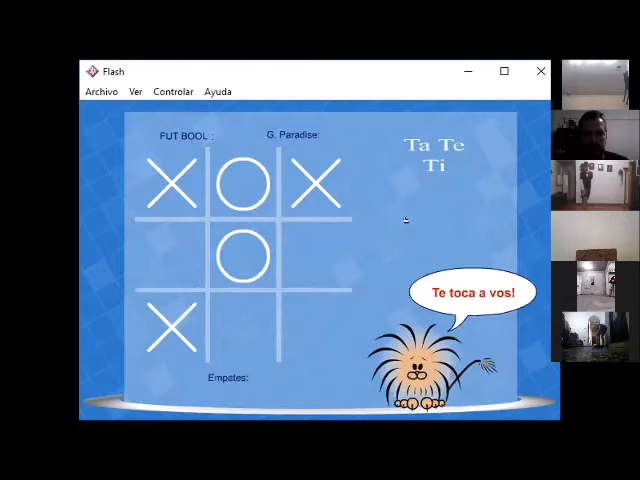 Flash
Archivo Ver Controlar Ayuda
FUT BOOL : G. Paradise:
Ta Te
Ti
Te toca a vos!
Empates: